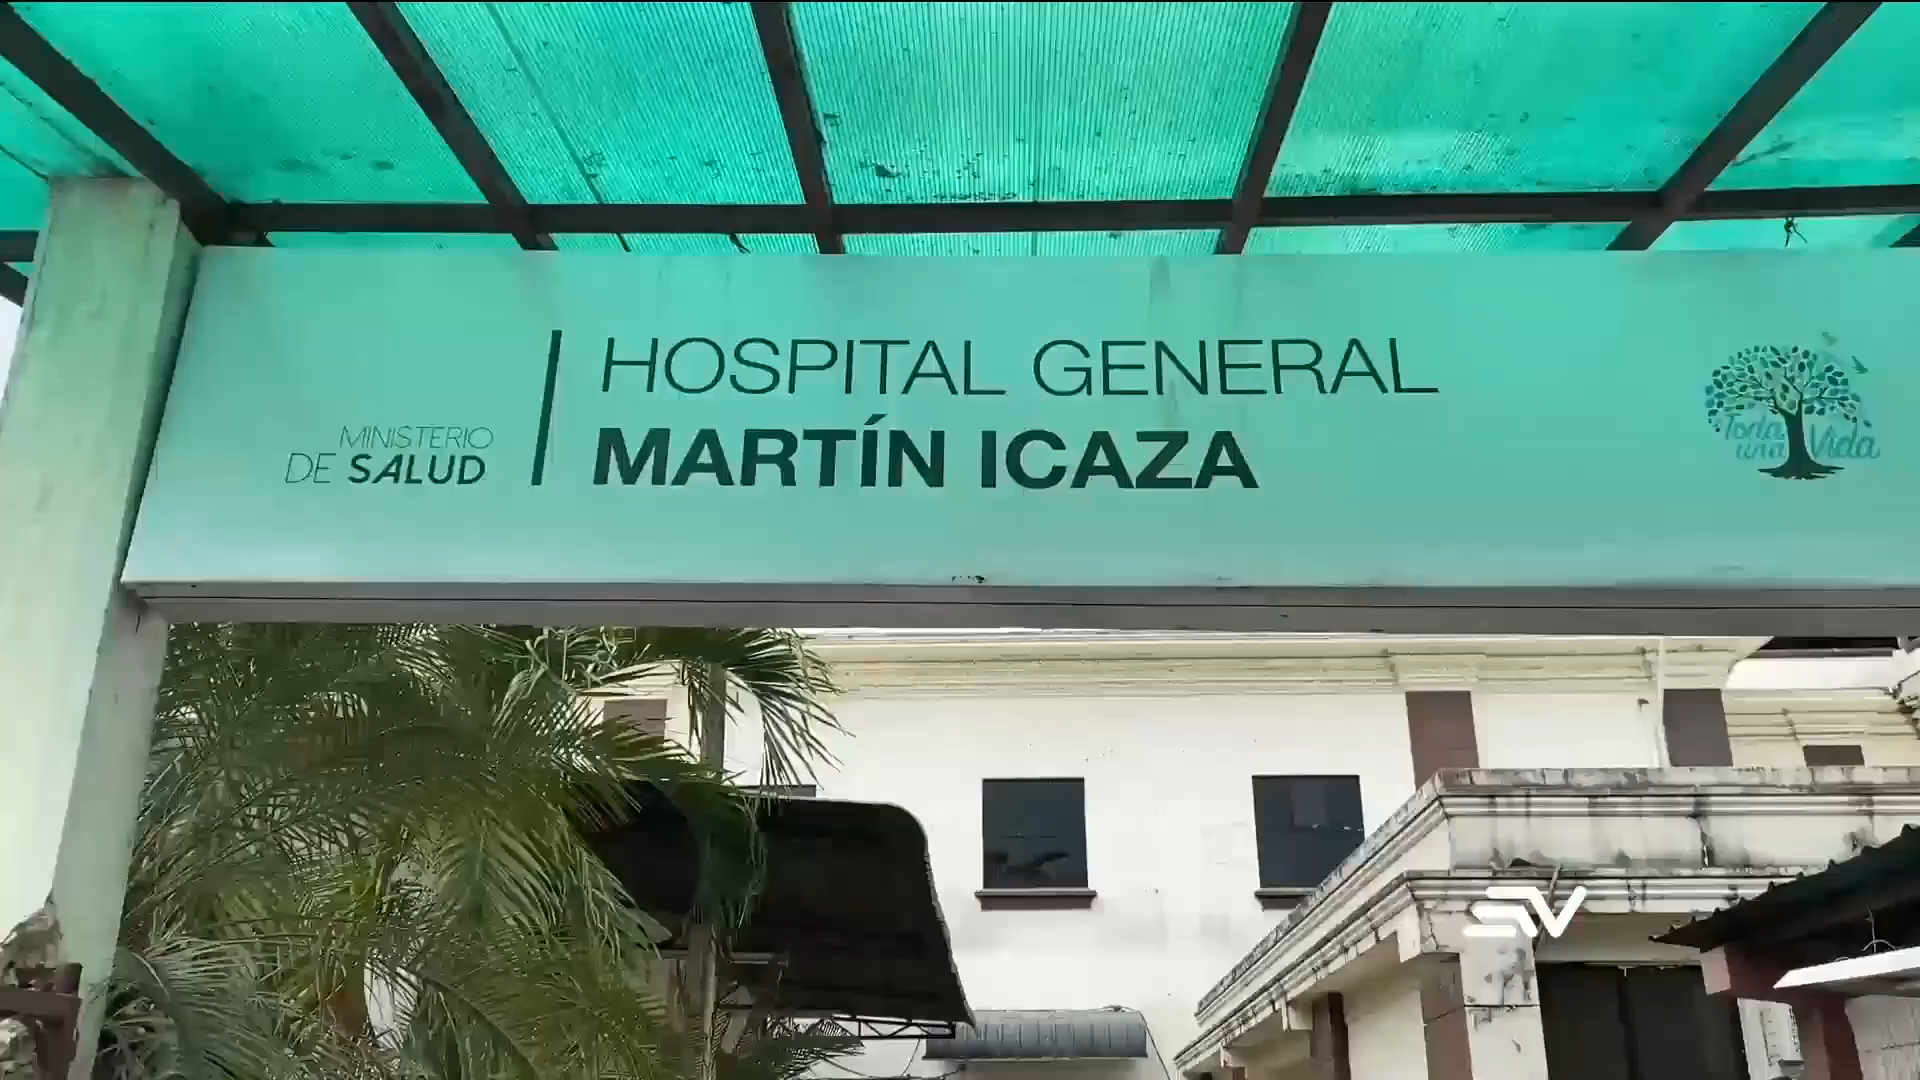 MINISTERIO
DE SALUD
HOSPITAL GENERAL
MARTÍN ICAZA
Toda
una Vida